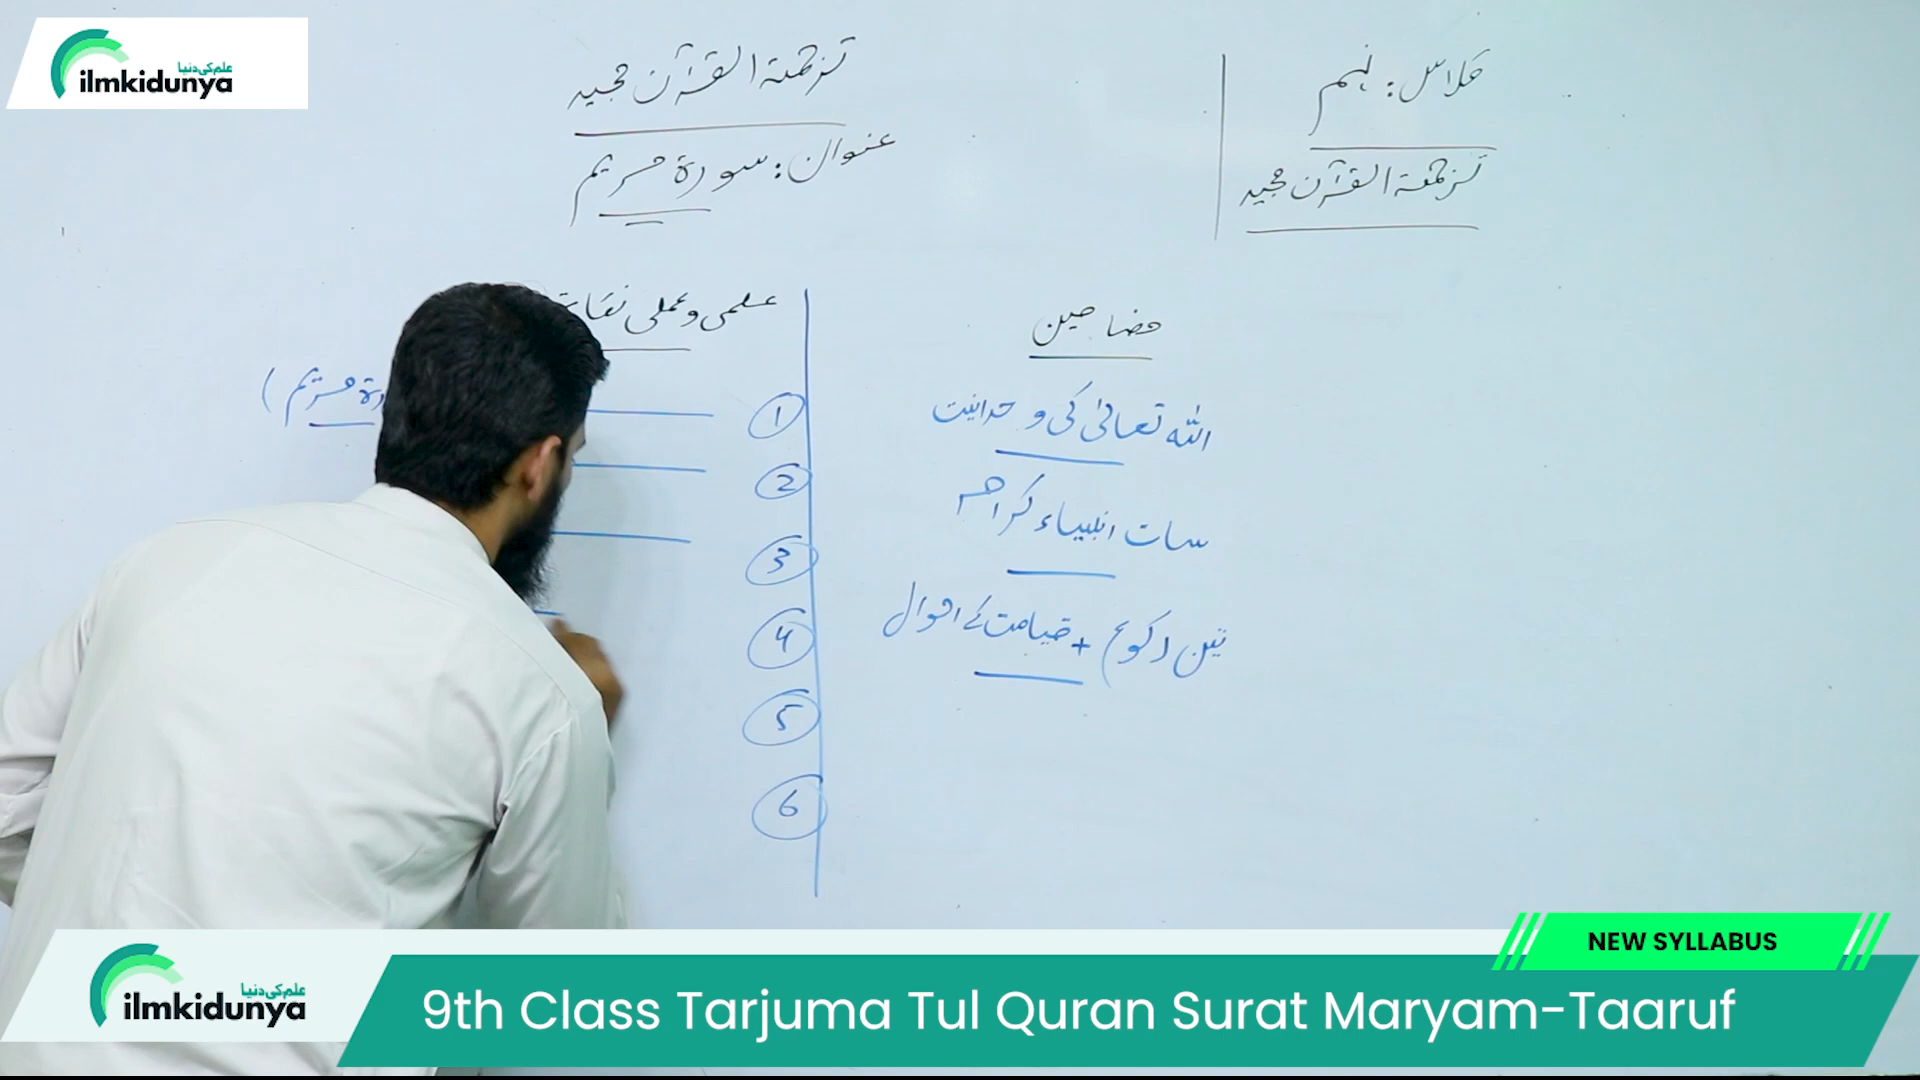 علم کی دنیا
ilmkidunya
ترجمۃ القرآن مجید
عنوان: سورۃ مریم
کلاس: نہم
ترجمۃ القرآن مجید
مضامین
اللہ تعالیٰ کی وحدانیت
سات انبیاء کرام
تین رکوع + قیامت کے احوال
علمی و عملی
مریم)
1
2
3
4
5
6
NEW SYLLABUS
علم کی دنیا
ilmkidunya
9th Class Tarjuma Tul Quran Surat Maryam-Taaruf